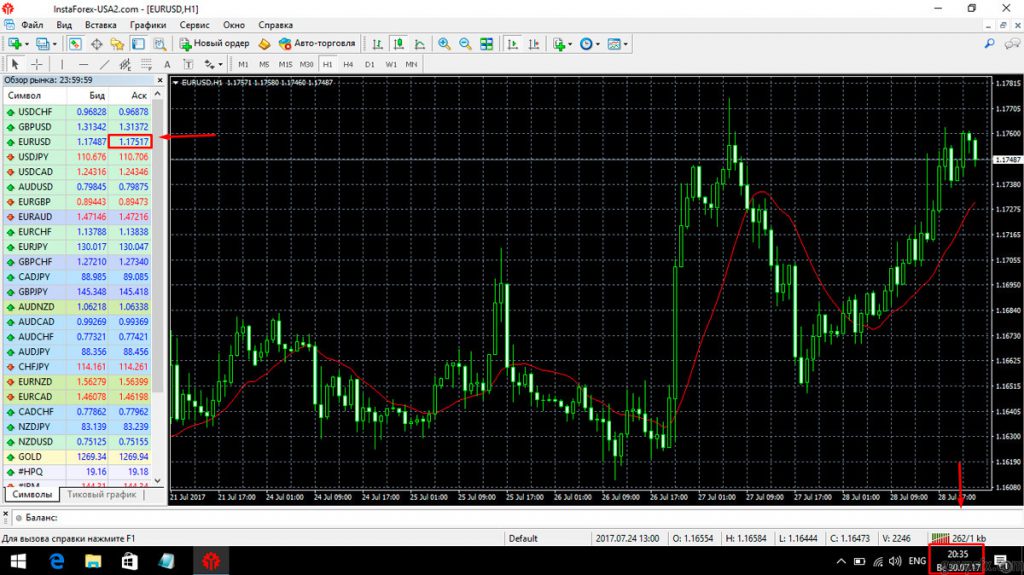 InstaForex-USA2.com - [EURUSD,H1]
Файл Вид Вставка Графики Сервис Окно Справка
Новый ордер Авто-торговля
A T M1 M5 M15 M30 H1 H4 D1 W1 MN
Обзор рынка: 23:59:59
Символ Бид Аск
USDCHF 0.96828 0.96878
GBPUSD 1.31342 1.31372
EURUSD 1.17487 1.17517
USDJPY 110.676 110.706
USDCAD 1.24316 1.24346
AUDUSD 0.79845 0.79875
EURGBP 0.89443 0.89473
EURAUD 1.47146 1.47216
EURCHF 1.13788 1.13838
EURJPY 130.017 130.047
GBPCHF 1.27210 1.27340
CADJPY 88.985 89.085
GBPJPY 145.348 145.418
AUDNZD 1.06218 1.06338
AUDCAD 0.99269 0.99369
AUDCHF 0.77321 0.77421
AUDJPY 88.356 88.456
CHFJPY 114.161 114.261
EURNZD 1.56279 1.56399
EURCAD 1.46078 1.46198
CADCHF 0.77862 0.77962
NZDJPY 83.139 83.239
NZDUSD 0.75125 0.75155
GOLD 1269.34 1269.94
#HPQ 19.16 19.18
Символы Тиковый график
EURUSD,H1 1.17571 1.17580 1.17460 1.17487
1.17815
1.17705
1.17600
1.17487
1.17380
1.17275
1.17165
1.17055
1.16950
1.16840
1.16730
1.16625
1.16515
1.16405
1.16300
1.16190
1.16080
21 Jul 2017 21 Jul 17:00 24 Jul 01:00 24 Jul 09:00 24 Jul 17:00 25 Jul 01:00 25 Jul 09:00 25 Jul 17:00 26 Jul 01:00 26 Jul 09:00 26 Jul 17:00 27 Jul 01:00 27 Jul 09:00 27 Jul 17:00 28 Jul 01:00 28 Jul 09:00 28 Jul 17:00
Баланс:
Для вызова справки нажмите F1 Default 2017.07.24 13:00 O: 1.16554 H: 1.16584 L: 1.16444 C: 1.16473 V: 2246 262/1 kb
ENG 20:35
30.07.17